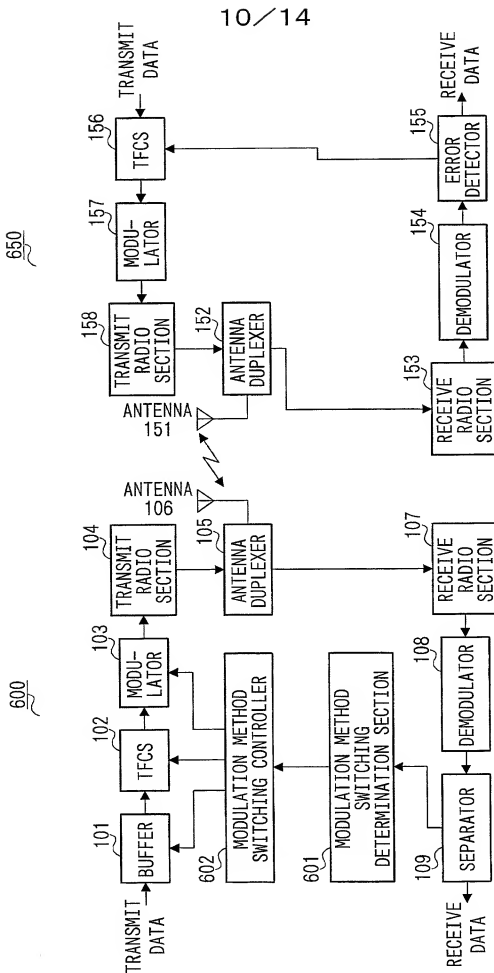 10/14
600
TRANSMIT
DATA
101
BUFFER
102
TFCS
103
MODU-
LATOR
104
TRANSMIT
RADIO
SECTION
602
MODULATION METHOD
SWITCHING CONTROLLER
105
ANTENNA
DUPLEXER
ANTENNA
106
601
MODULATION METHOD
SWITCHING
DETERMINATION SECTION
RECEIVE
DATA
109
SEPARATOR
108
DEMODULATOR
107
RECEIVE
RADIO
SECTION
650
ANTENNA
151
158
TRANSMIT
RADIO
SECTION
157
MODU-
LATOR
156
TFCS
TRANSMIT
DATA
152
ANTENNA
DUPLEXER
153
RECEIVE
RADIO
SECTION
154
DEMODULATOR
155
ERROR
DETECTOR
RECEIVE
DATA